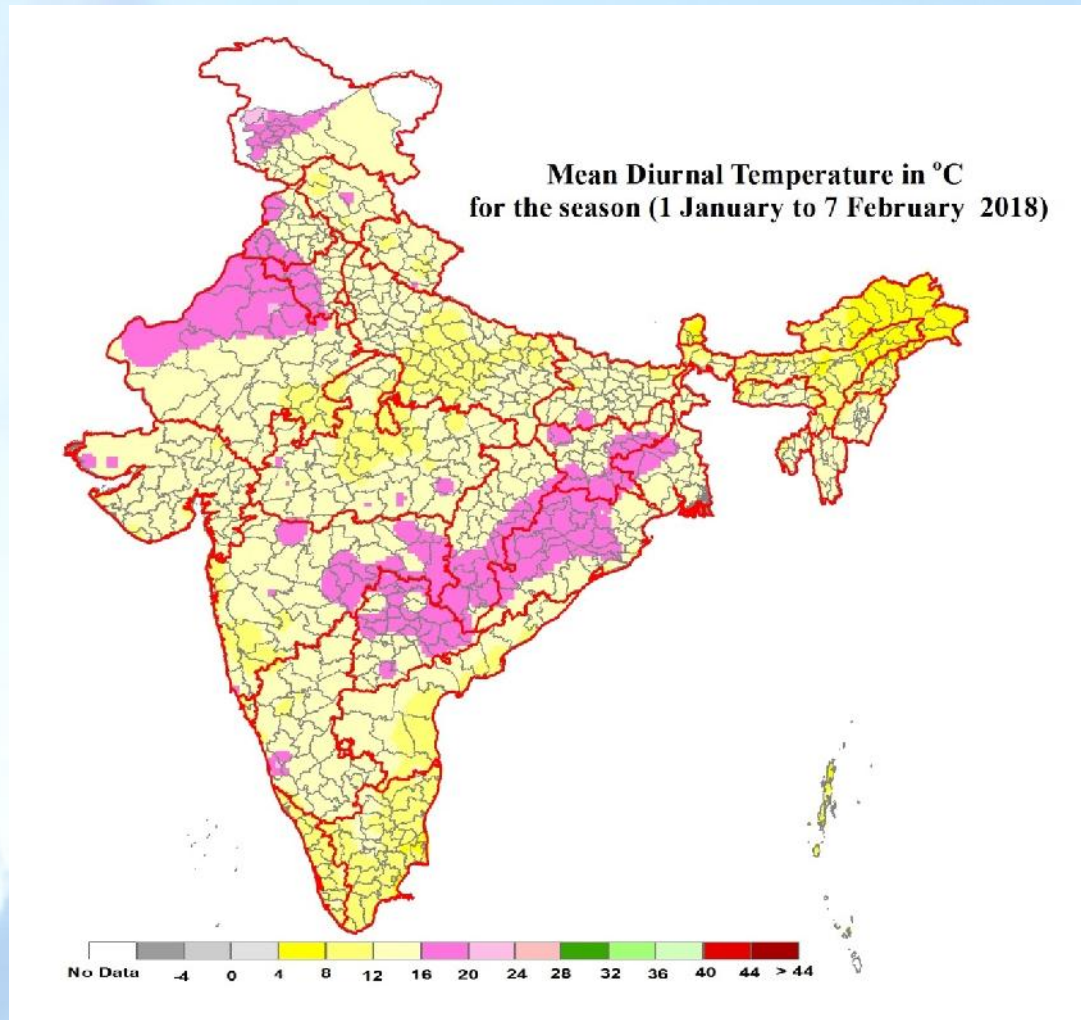 Mean Diurnal Temperature in °C
for the season (1 January to 7 February 2018)
No Data -4 0 4 8 12 16 20 24 28 32 36 40 44 > 44